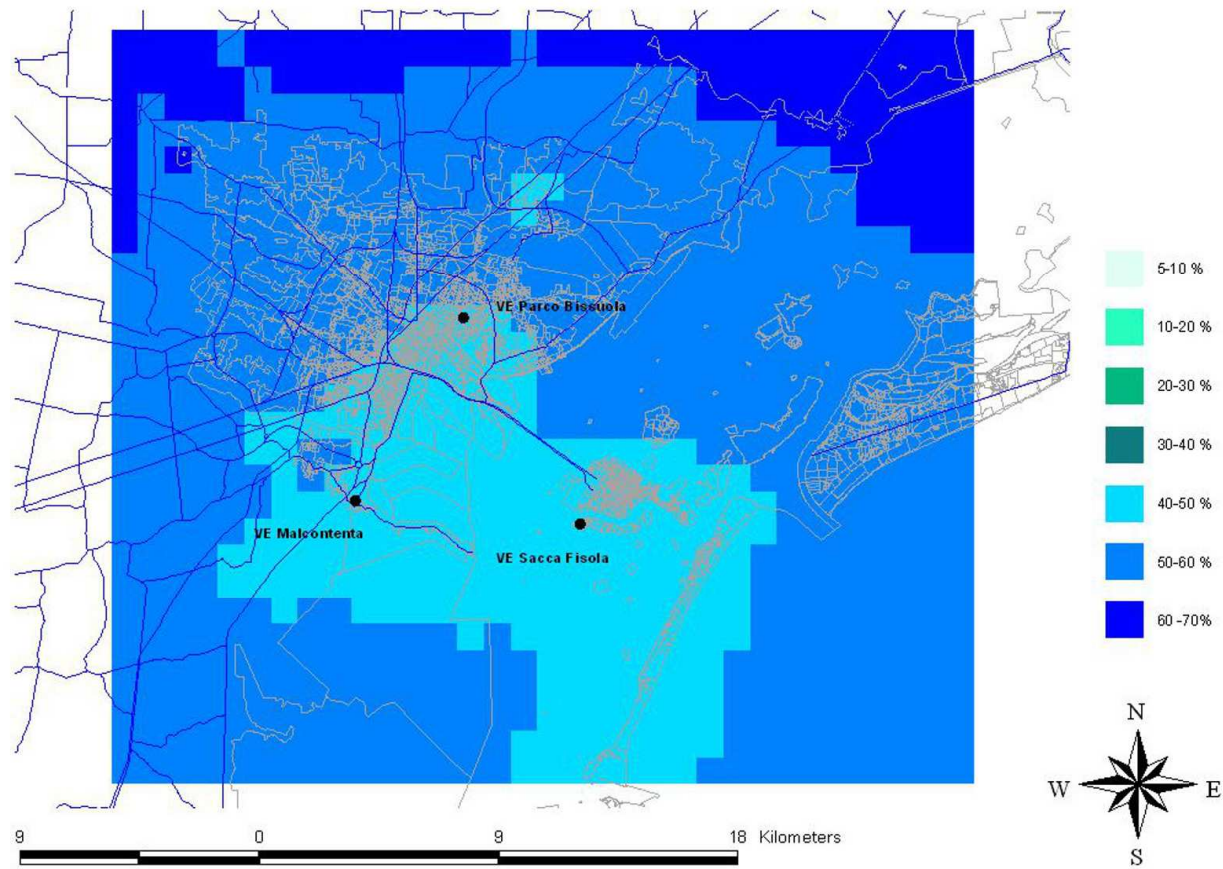 VE Parco Bissuola
VE Malcontenta
VE Sacca Fisola
5-10 %
10-20 %
20-30 %
30-40 %
40-50 %
50-60 %
60 -70%
N
W E
S
9 0 9 18 Kilometers